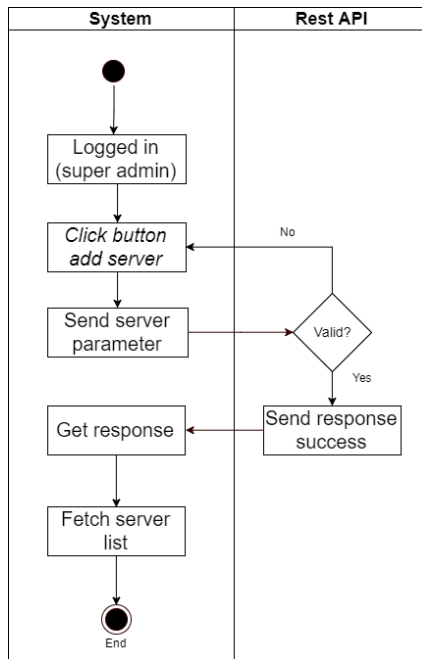 System
Rest API
Logged in
(super admin)
Click button
add server
No
Send server
parameter
Valid?
Yes
Get response
Send response
success
Fetch server
list
End